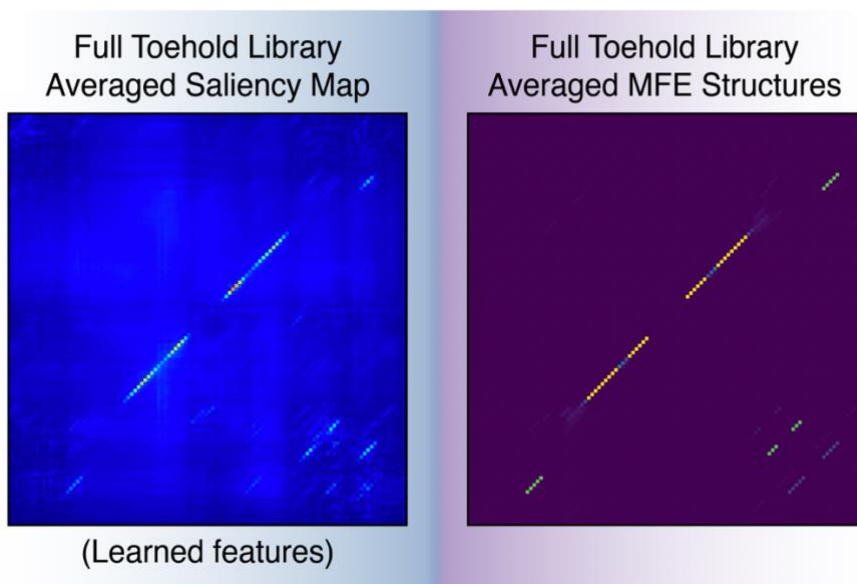 Full Toehold Library
Averaged Saliency Map
Full Toehold Library
Averaged MFE Structures
(Learned features)